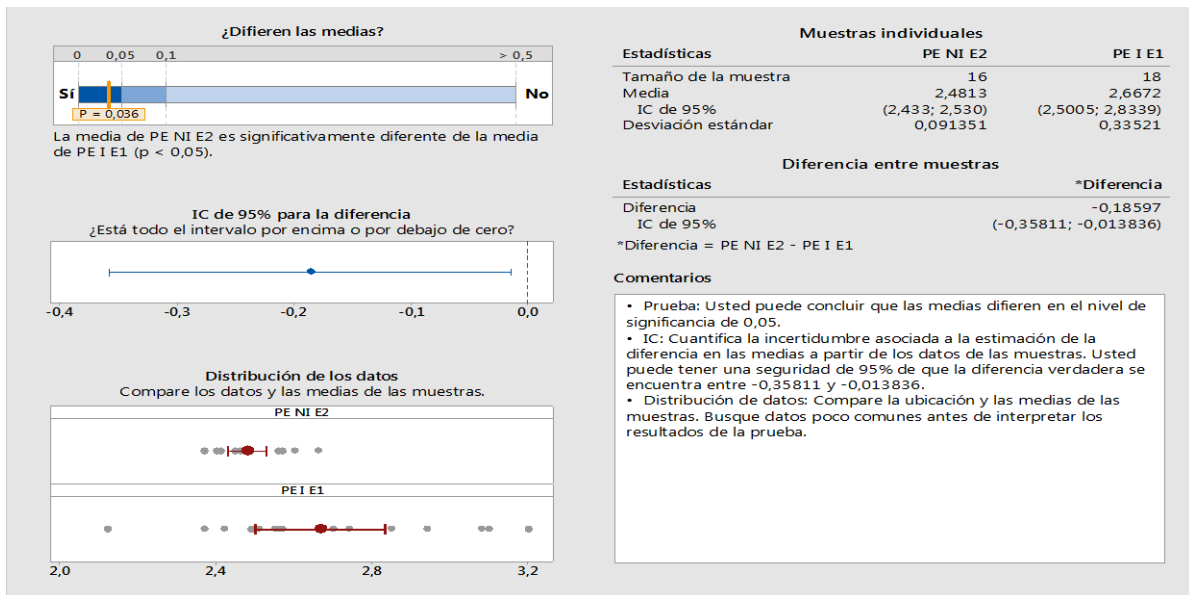 ¿Difieren las medias?
0 0,05 0,1 > 0,5
Sí No
P = 0,036
La media de PE NI E2 es significativamente diferente de la media
de PE I E1 (p < 0,05).
IC de 95% para la diferencia
¿Está todo el intervalo por encima o por debajo de cero?
-0,4 -0,3 -0,2 -0,1 0,0
Distribución de los datos
Compare los datos y las medias de las muestras.
PE NI E2
PE I E1
2,0 2,4 2,8 3,2
Muestras individuales
Estadísticas PE NI E2 PE I E1
Tamaño de la muestra 16 18
Media 2,4813 2,6672
IC de 95% (2,433; 2,530) (2,5005; 2,8339)
Desviación estándar 0,091351 0,33521
Diferencia entre muestras
Estadísticas *Diferencia
Diferencia -0,18597
IC de 95% (-0,35811; -0,013836)
*Diferencia = PE NI E2 - PE I E1
Comentarios
• Prueba: Usted puede concluir que las medias difieren en el nivel de
significancia de 0,05.
• IC: Cuantifica la incertidumbre asociada a la estimación de la
diferencia en las medias a partir de los datos de las muestras. Usted
puede tener una seguridad de 95% de que la diferencia verdadera se
encuentra entre -0,35811 y -0,013836.
• Distribución de datos: Compare la ubicación y las medias de las
muestras. Busque datos poco comunes antes de interpretar los
resultados de la prueba.